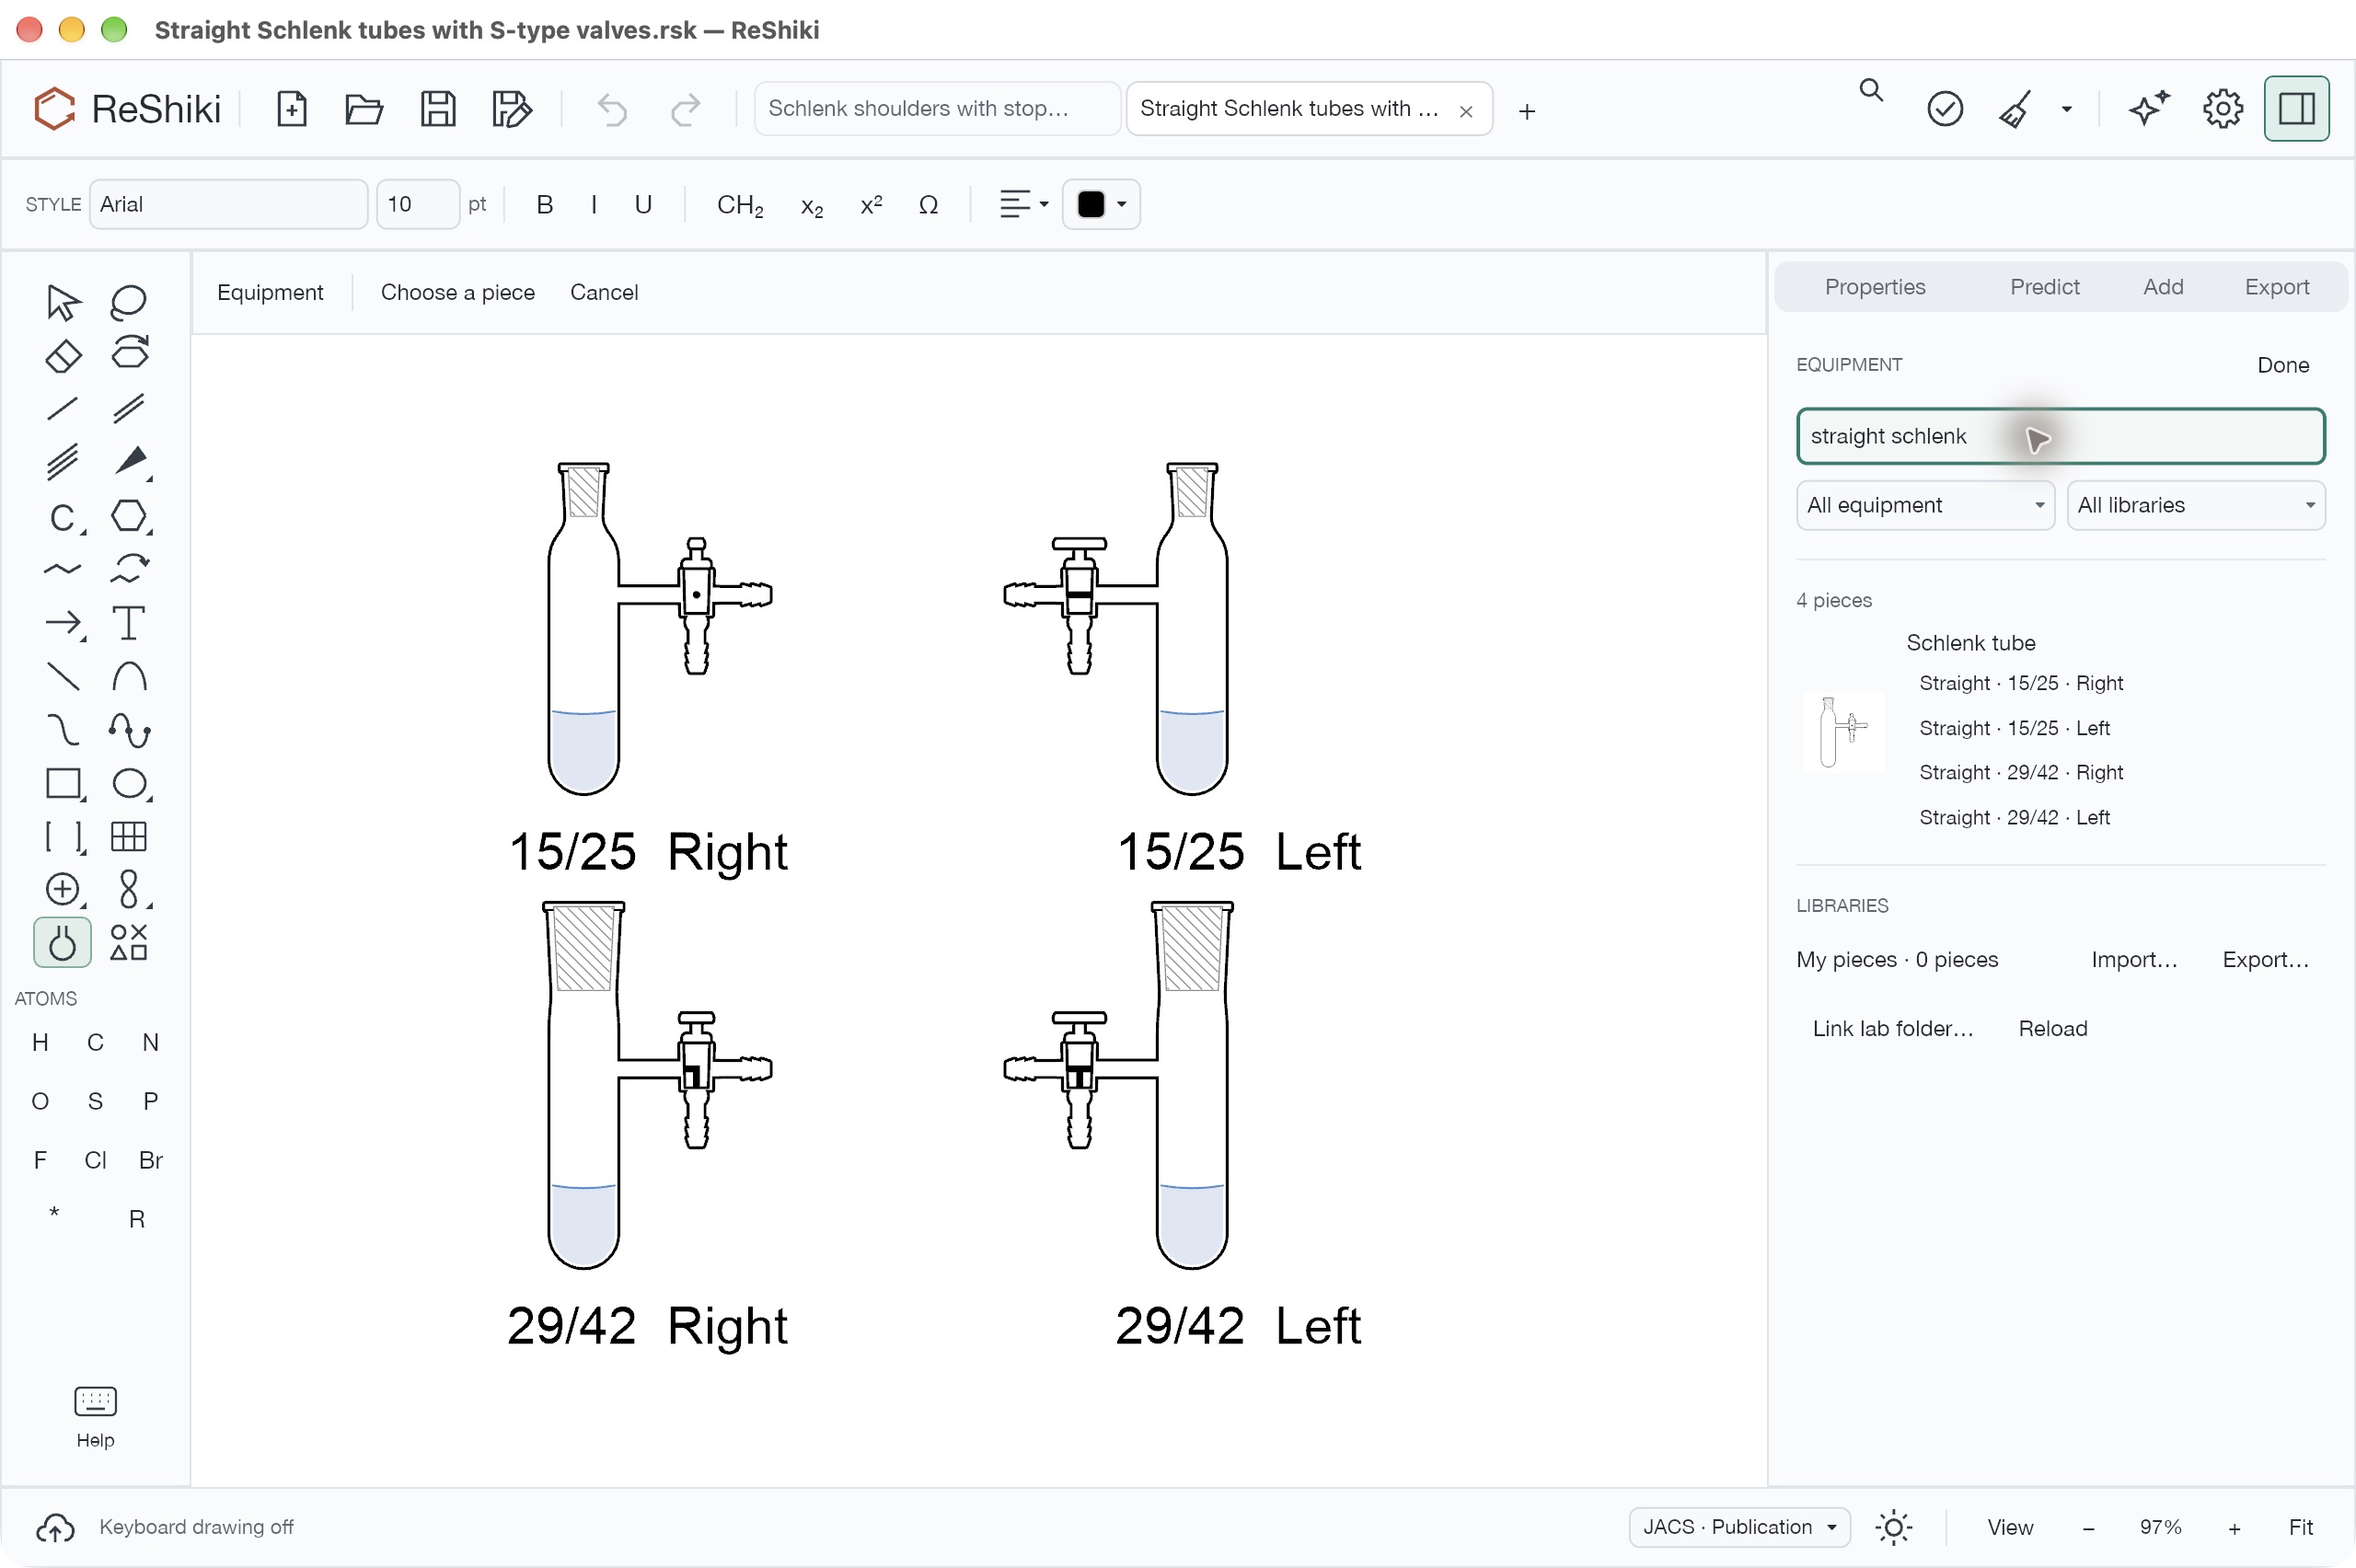 Straight Schlenk tubes with S-type valves.rsk — ReShiki
ReShiki
Schlenk shoulders with stop...
Straight Schlenk tubes with ...
STYLE Arial 10 pt B I U CH₂ x₂ x² Ω
Equipment Choose a piece Cancel
Properties Predict Add Export
EQUIPMENT Done
straight schlenk
All equipment All libraries
4 pieces
Schlenk tube
Straight · 15/25 · Right
Straight · 15/25 · Left
Straight · 29/42 · Right
Straight · 29/42 · Left
LIBRARIES
My pieces · 0 pieces Import... Export...
Link lab folder... Reload
C
T
ATOMS
H C N
O S P
F Cl Br
* R
Help
15/25 Right
15/25 Left
29/42 Right
29/42 Left
Keyboard drawing off
JACS · Publication
View − 97% + Fit